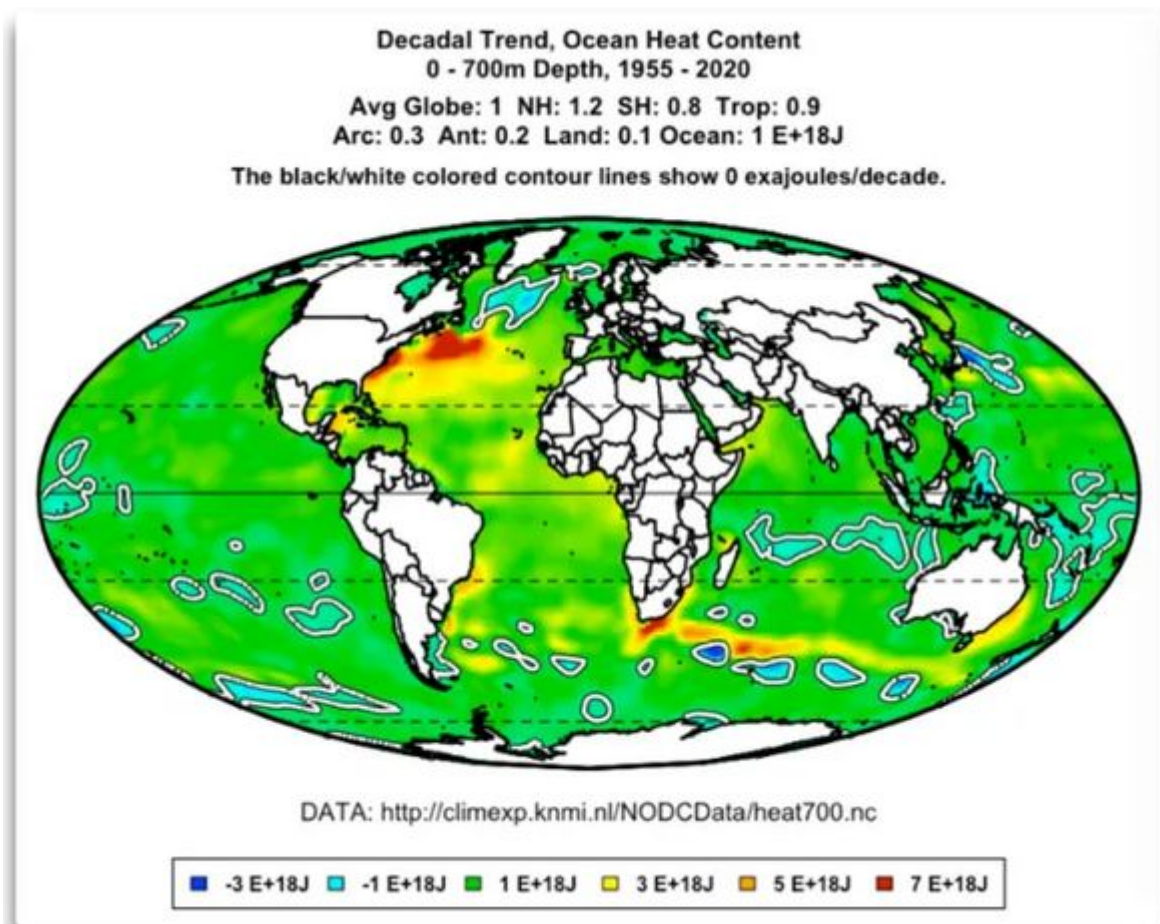 Decadal Trend, Ocean Heat Content
0 - 700m Depth, 1955 - 2020
Avg Globe: 1 NH: 1.2 SH: 0.8 Trop: 0.9
Arc: 0.3 Ant: 0.2 Land: 0.1 Ocean: 1 E+18J
The black/white colored contour lines show 0 exajoules/decade.
DATA: http://climexp.knmi.nl/NODCData/heat700.nc
-3 E+18J -1 E+18J 1 E+18J 3 E+18J 5 E+18J 7 E+18J